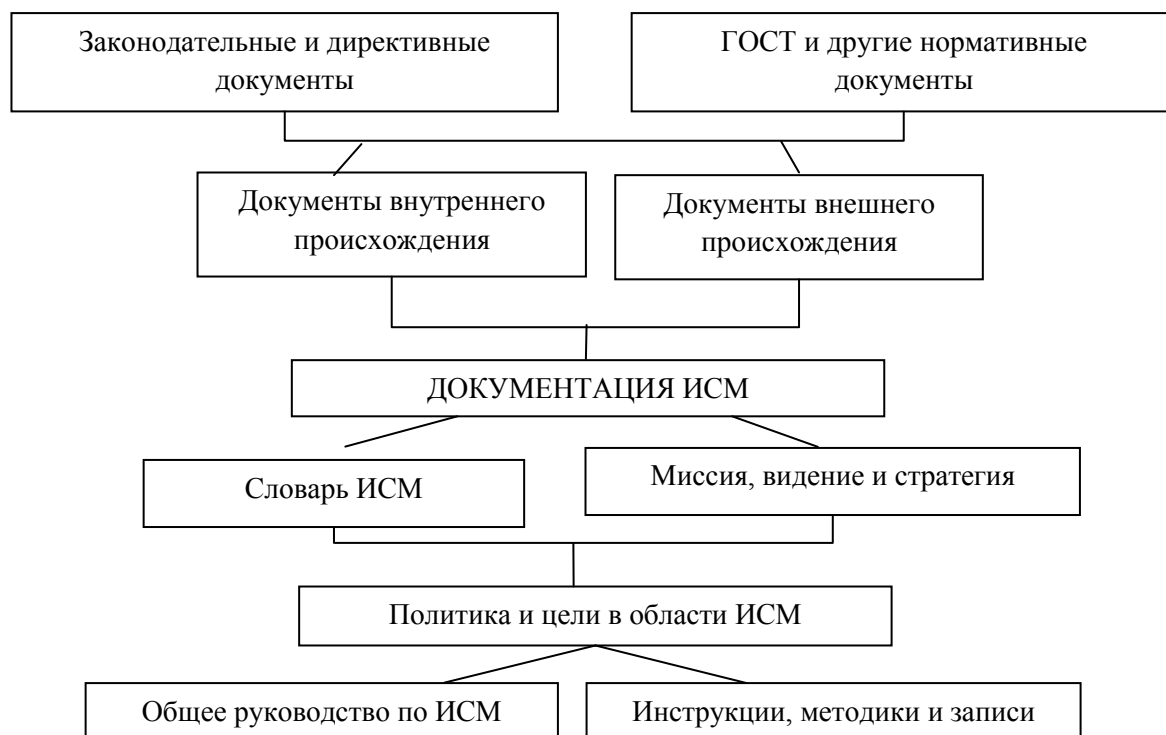 Законодательные и директивные
документы
ГОСТ и другие нормативные
документы
Документы внутреннего
происхождения
Документы внешнего
происхождения
ДОКУМЕНТАЦИЯ ИСМ
Словарь ИСМ
Миссия, видение и стратегия
Политика и цели в области ИСМ
Общее руководство по ИСМ
Инструкции, методики и записи